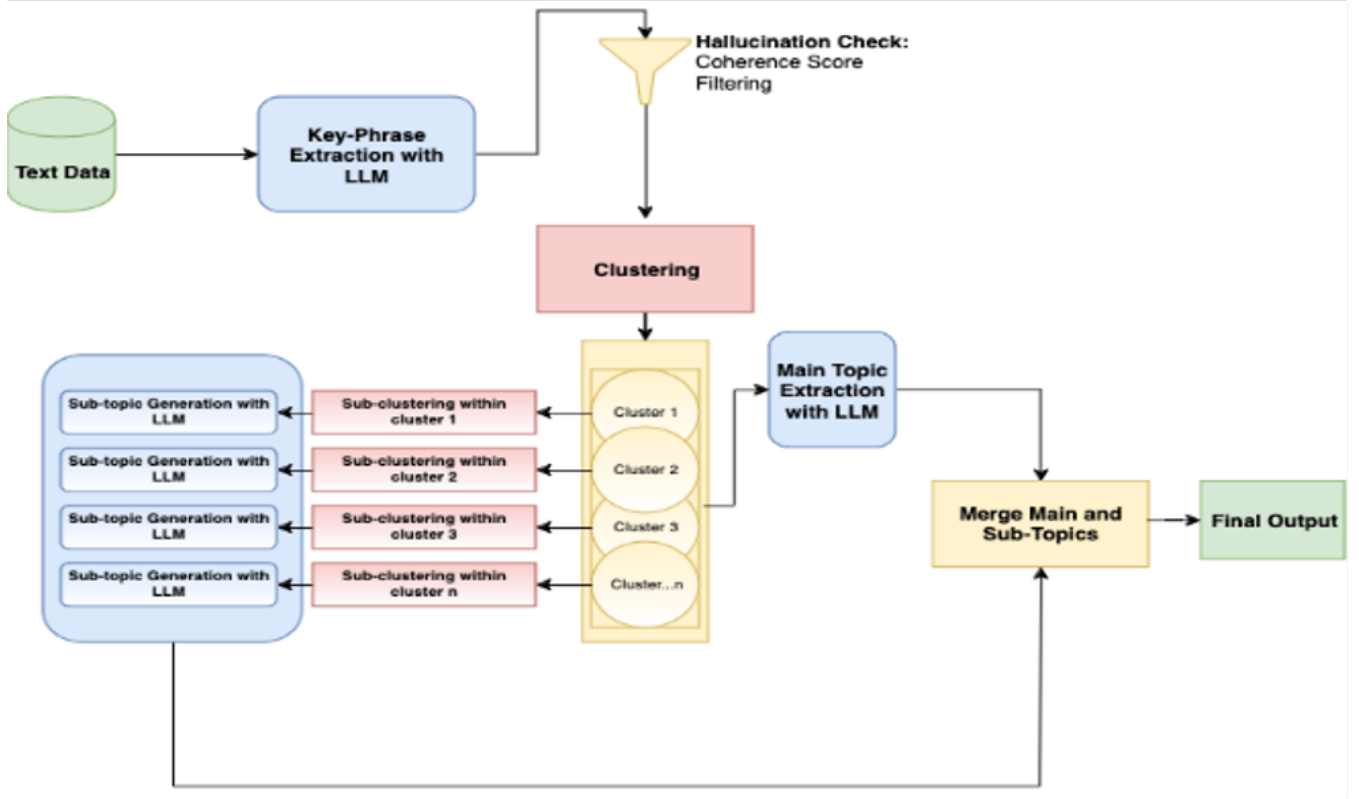 Hallucination Check:
Coherence Score
Filtering
Text Data
Key-Phrase
Extraction with
LLM
Clustering
Main Topic
Extraction
with LLM
Sub-topic Generation with
LLM
Sub-clustering within
cluster 1
Cluster 1
Sub-topic Generation with
LLM
Sub-clustering within
cluster 2
Cluster 2
Sub-topic Generation with
LLM
Sub-clustering within
cluster 3
Cluster 3
Sub-topic Generation with
LLM
Sub-clustering within
cluster n
Cluster...n
Merge Main and
Sub-Topics
Final Output